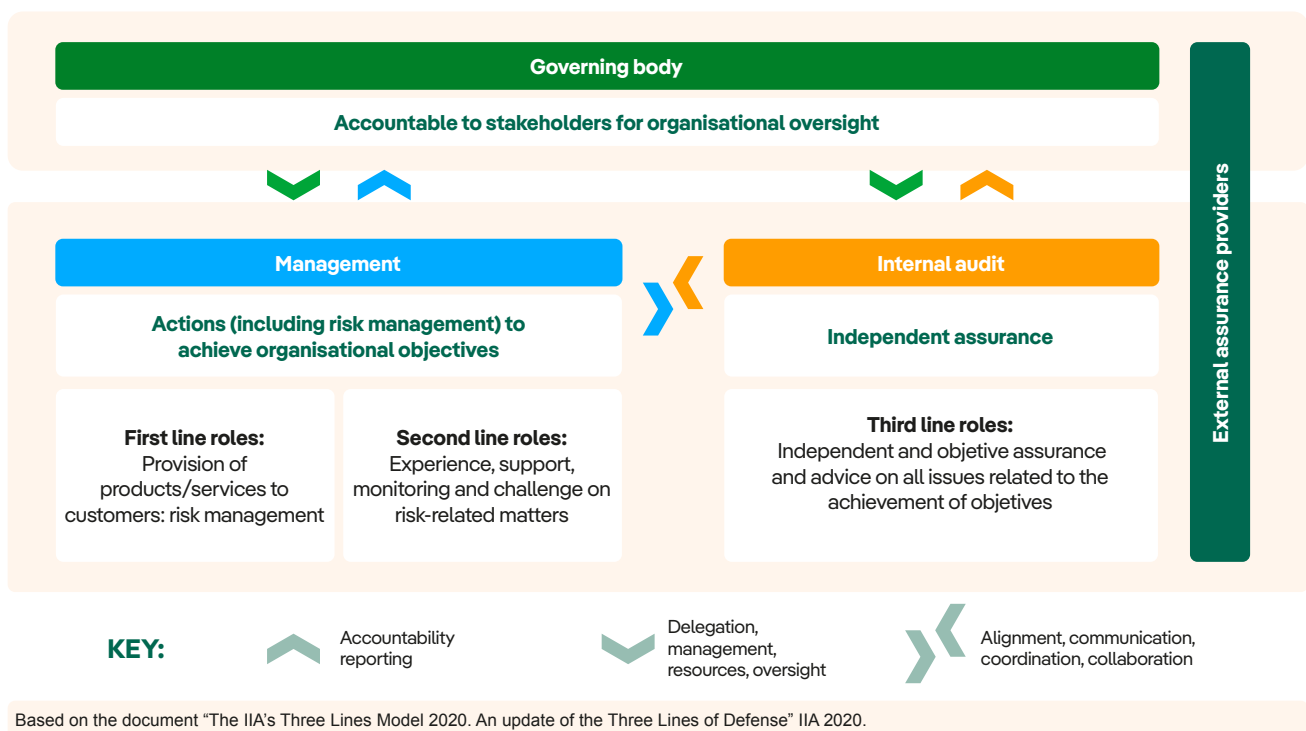 Governing body
Accountable to stakeholders for organisational oversight
External assurance providers
Management
Actions (including risk management) to
achieve organisational objectives
First line roles:
Provision of
products/services to
customers: risk management
Second line roles:
Experience, support,
monitoring and challenge on
risk-related matters
Internal audit
Independent assurance
Third line roles:
Independent and objetive assurance
and advice on all issues related to the
achievement of objetives
KEY:
Accountability
reporting
Delegation,
management,
resources, oversight
Alignment, communication,
coordination, collaboration
Based on the document “The IIA’s Three Lines Model 2020. An update of the Three Lines of Defense” IIA 2020.